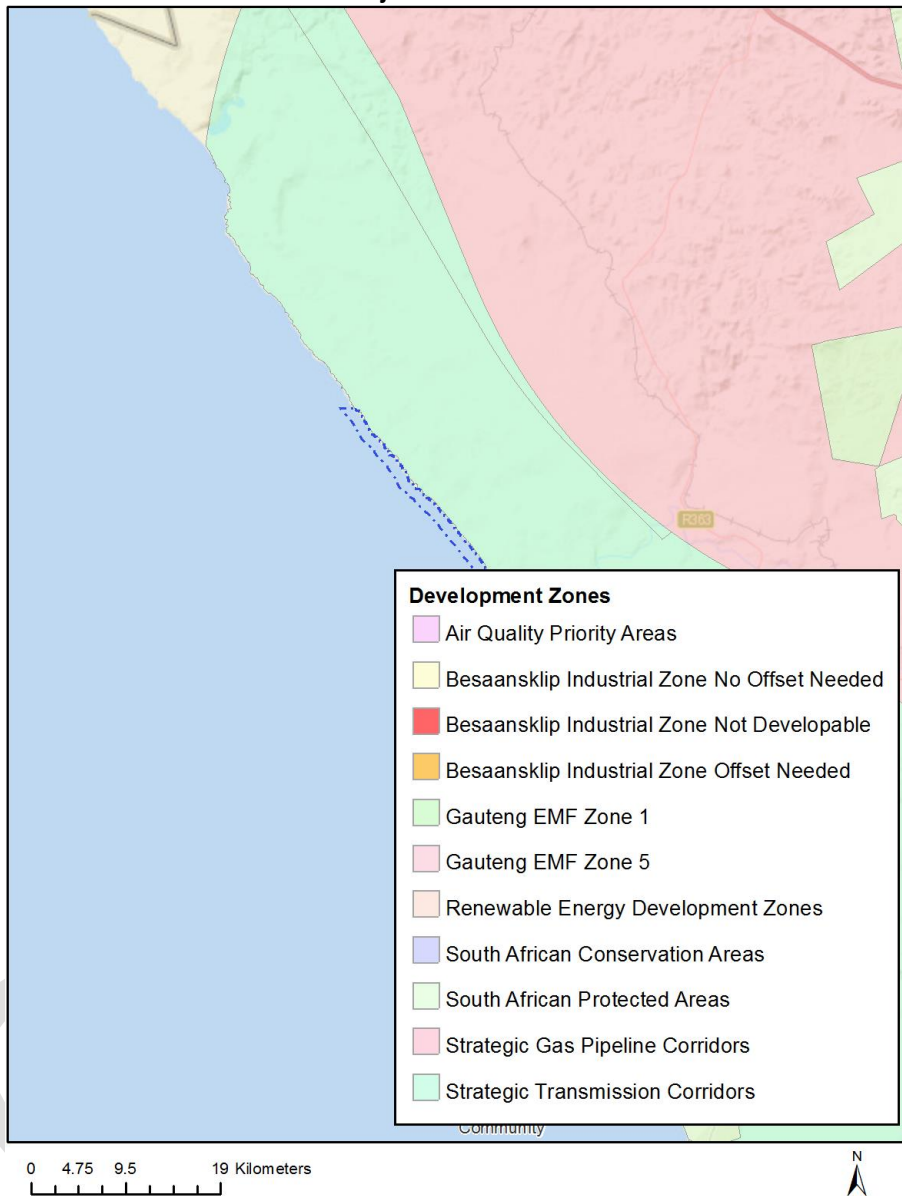 R363
Development Zones
Air Quality Priority Areas
Besaansklip Industrial Zone No Offset Needed
Besaansklip Industrial Zone Not Developable
Besaansklip Industrial Zone Offset Needed
Gauteng EMF Zone 1
Gauteng EMF Zone 5
Renewable Energy Development Zones
South African Conservation Areas
South African Protected Areas
Strategic Gas Pipeline Corridors
Strategic Transmission Corridors
Community
0 4.75 9.5 19 Kilometers
N